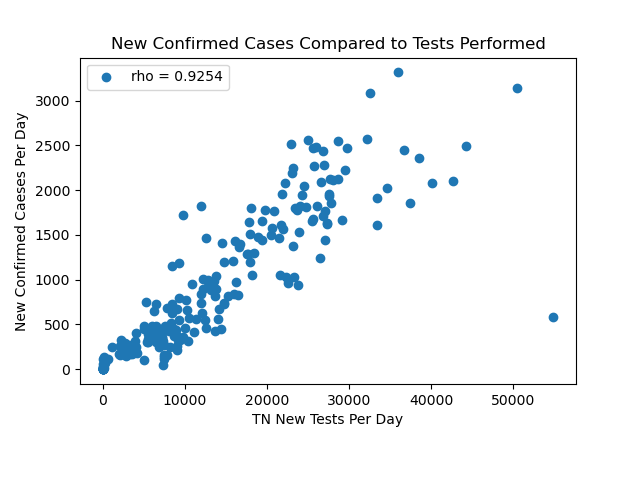 New Confirmed Cases Compared to Tests Performed
rho = 0.9254
3000
2500
2000
1500
1000
500
0
New Confirmed Caeses Per Day
0 10000 20000 30000 40000 50000
TN New Tests Per Day